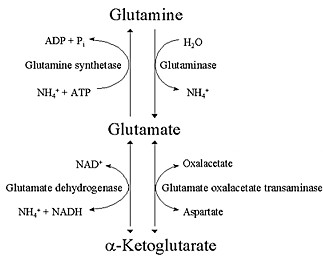 Glutamine
ADP + Pi
H2O
Glutamine synthetase
Glutaminase
NH4+ + ATP
NH4+
Glutamate
NAD+
Oxalacetate
Glutamate dehydrogenase
Glutamate oxalacetate transaminase
NH4+ + NADH
Aspartate
α-Ketoglutarate